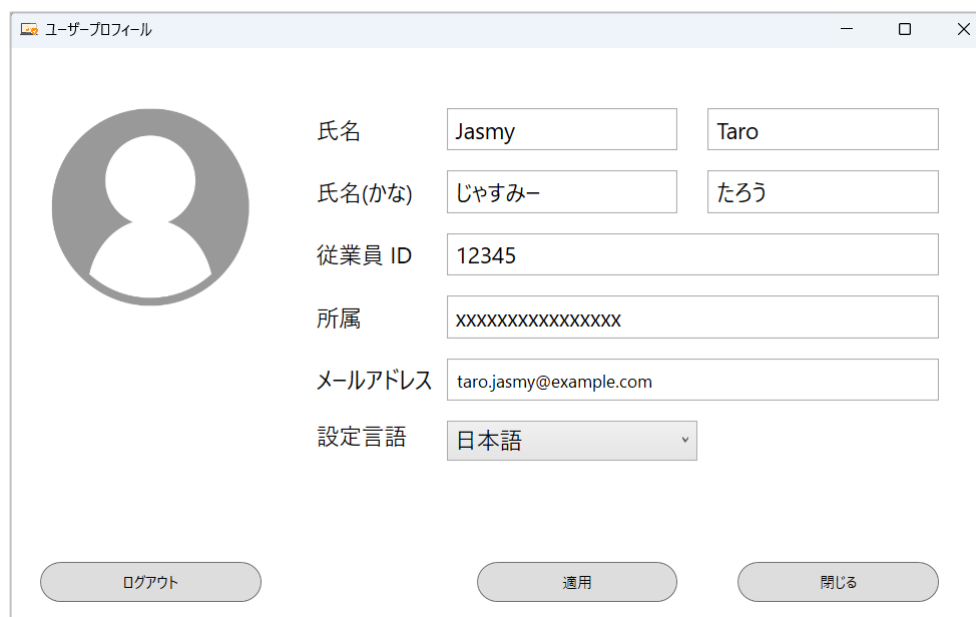 ユーザープロフィール
氏名 Jasmy Taro
氏名(かな) じゃすみー たろう
従業員 ID 12345
所属 xxxxxxxxxxxxxxxx
メールアドレス taro.jasmy@example.com
設定言語 日本語
ログアウト 適用 閉じる